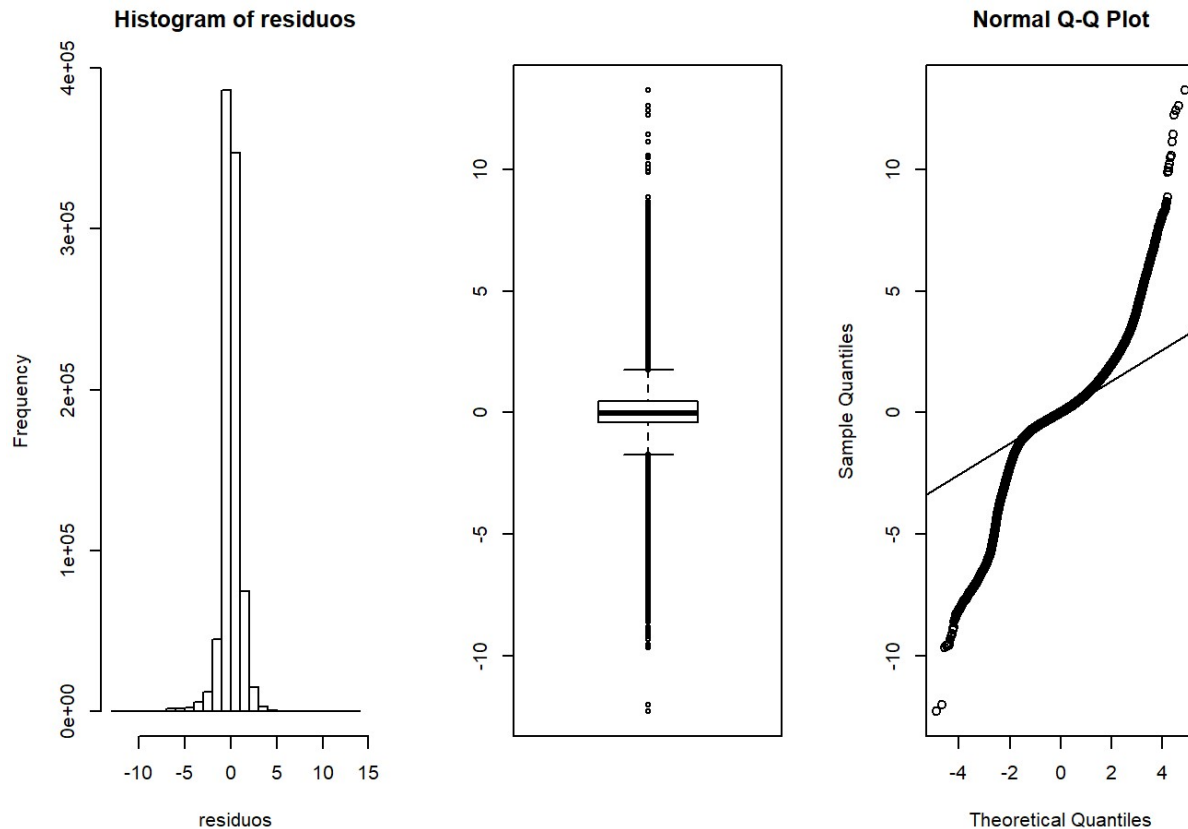 Histogram of residuos
Frequency
4e+05
3e+05
2e+05
1e+05
0e+00
-10 -5 0 5 10 15
residuos
10
5
0
-5
-10
Normal Q-Q Plot
Sample Quantiles
10
5
0
-5
-10
-4 -2 0 2 4
Theoretical Quantiles